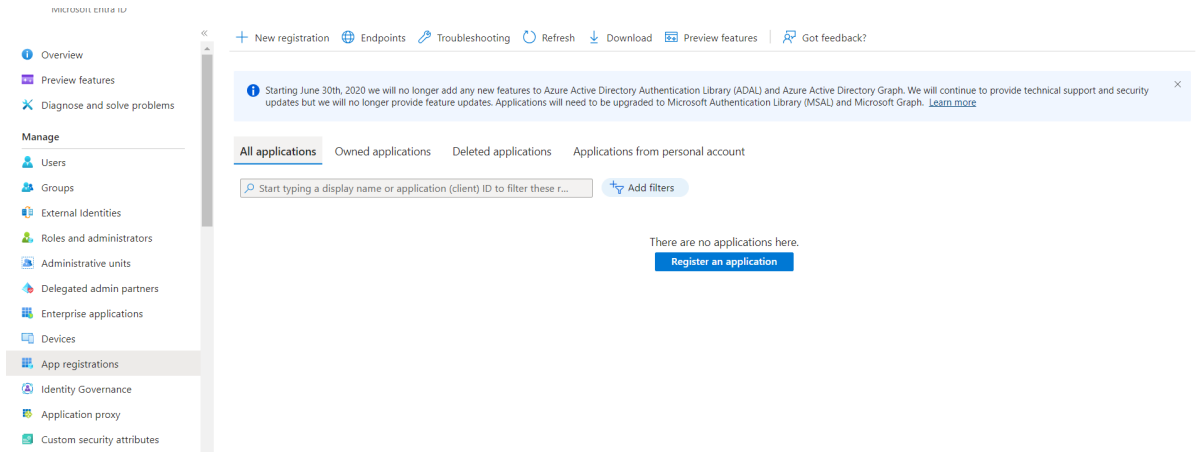 Microsoft Entra ID
«
New registration Endpoints Troubleshooting Refresh Download Preview features Got feedback?
Overview
Preview features
Diagnose and solve problems
Manage
Users
Groups
External Identities
Roles and administrators
Administrative units
Delegated admin partners
Enterprise applications
Devices
App registrations
Identity Governance
Application proxy
Custom security attributes
Starting June 30th, 2020 we will no longer add any new features to Azure Active Directory Authentication Library (ADAL) and Azure Active Directory Graph. We will continue to provide technical support and security
updates but we will no longer provide feature updates. Applications will need to be upgraded to Microsoft Authentication Library (MSAL) and Microsoft Graph. Learn more
All applications Owned applications Deleted applications Applications from personal account
Start typing a display name or application (client) ID to filter these r... Add filters
There are no applications here.
Register an application